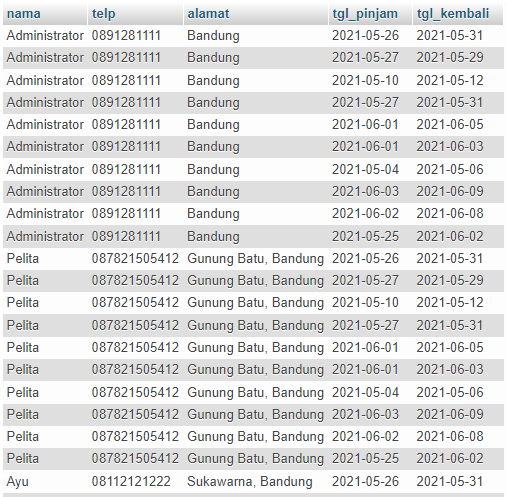 nama telp alamat tgl_pinjam tgl_kembali
Administrator 0891281111 Bandung 2021-05-26 2021-05-31
Administrator 0891281111 Bandung 2021-05-27 2021-05-29
Administrator 0891281111 Bandung 2021-05-10 2021-05-12
Administrator 0891281111 Bandung 2021-05-27 2021-05-31
Administrator 0891281111 Bandung 2021-06-01 2021-06-05
Administrator 0891281111 Bandung 2021-06-01 2021-06-03
Administrator 0891281111 Bandung 2021-05-04 2021-05-06
Administrator 0891281111 Bandung 2021-06-03 2021-06-09
Administrator 0891281111 Bandung 2021-06-02 2021-06-08
Administrator 0891281111 Bandung 2021-05-25 2021-06-02
Pelita 087821505412 Gunung Batu, Bandung 2021-05-26 2021-05-31
Pelita 087821505412 Gunung Batu, Bandung 2021-05-27 2021-05-29
Pelita 087821505412 Gunung Batu, Bandung 2021-05-10 2021-05-12
Pelita 087821505412 Gunung Batu, Bandung 2021-05-27 2021-05-31
Pelita 087821505412 Gunung Batu, Bandung 2021-06-01 2021-06-05
Pelita 087821505412 Gunung Batu, Bandung 2021-06-01 2021-06-03
Pelita 087821505412 Gunung Batu, Bandung 2021-05-04 2021-05-06
Pelita 087821505412 Gunung Batu, Bandung 2021-06-03 2021-06-09
Pelita 087821505412 Gunung Batu, Bandung 2021-06-02 2021-06-08
Pelita 087821505412 Gunung Batu, Bandung 2021-05-25 2021-06-02
Ayu 08112121222 Sukawarna, Bandung 2021-05-26 2021-05-31